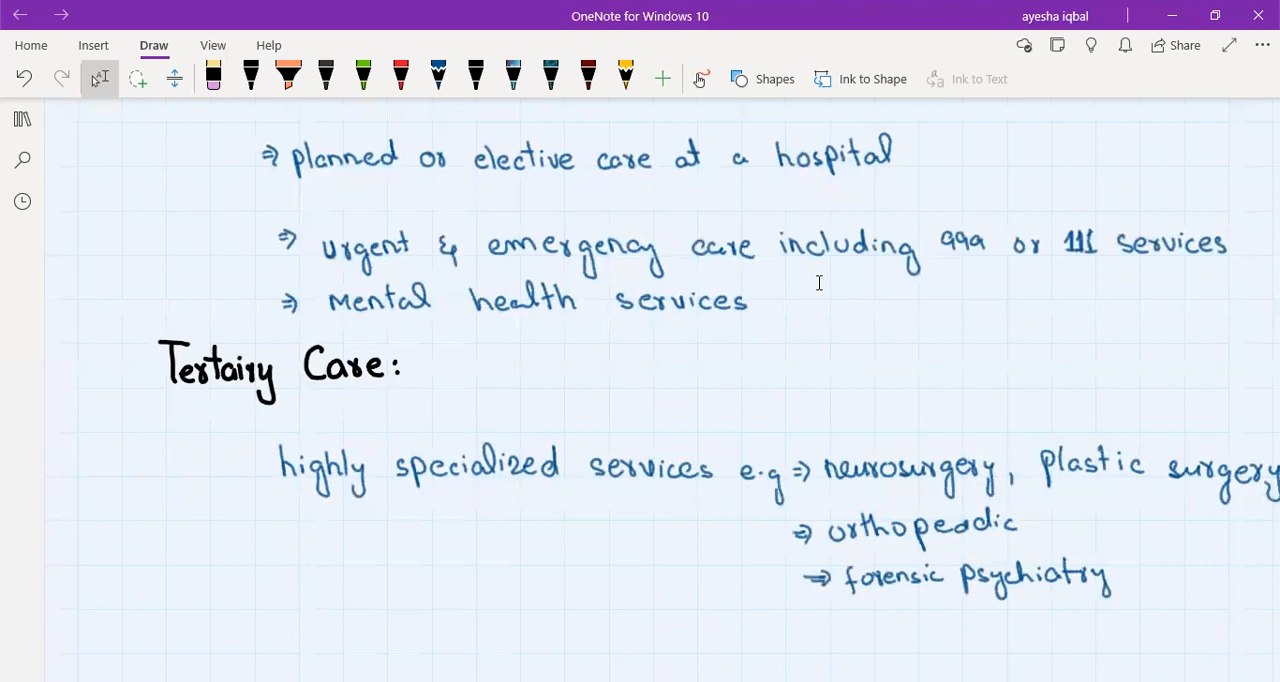 OneNote for Windows 10
ayesha iqbal
Home Insert Draw View Help
Share
Shapes Ink to Shape Ink to Text
⇒ planned or elective care at a hospital
⇒ urgent & emergency care including 999 or 111 services
⇒ Mental health services
Tertairy Care:
highly specialized services e.g ⇒ neurosurgery, plastic surgery,
⇒ orthopeadic
⇒ forensic psychiatry